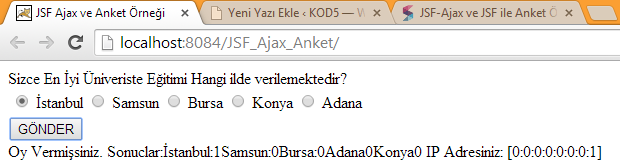 JSF Ajax ve Anket Örneği
Yeni Yazı Ekle ‹ KOD5 — W
JSF-Ajax ve JSF ile Anket Ö
localhost:8084/JSF_Ajax_Anket/
Sizce En İyi Üniveriste Eğitimi Hangi ilde verilemektedir?
İstanbul Samsun Bursa Konya Adana
GÖNDER
Oy Vermişsiniz. Sonuclar:İstanbul:1Samsun:0Bursa:0Adana0Konya0 IP Adresiniz: [0:0:0:0:0:0:0:1]